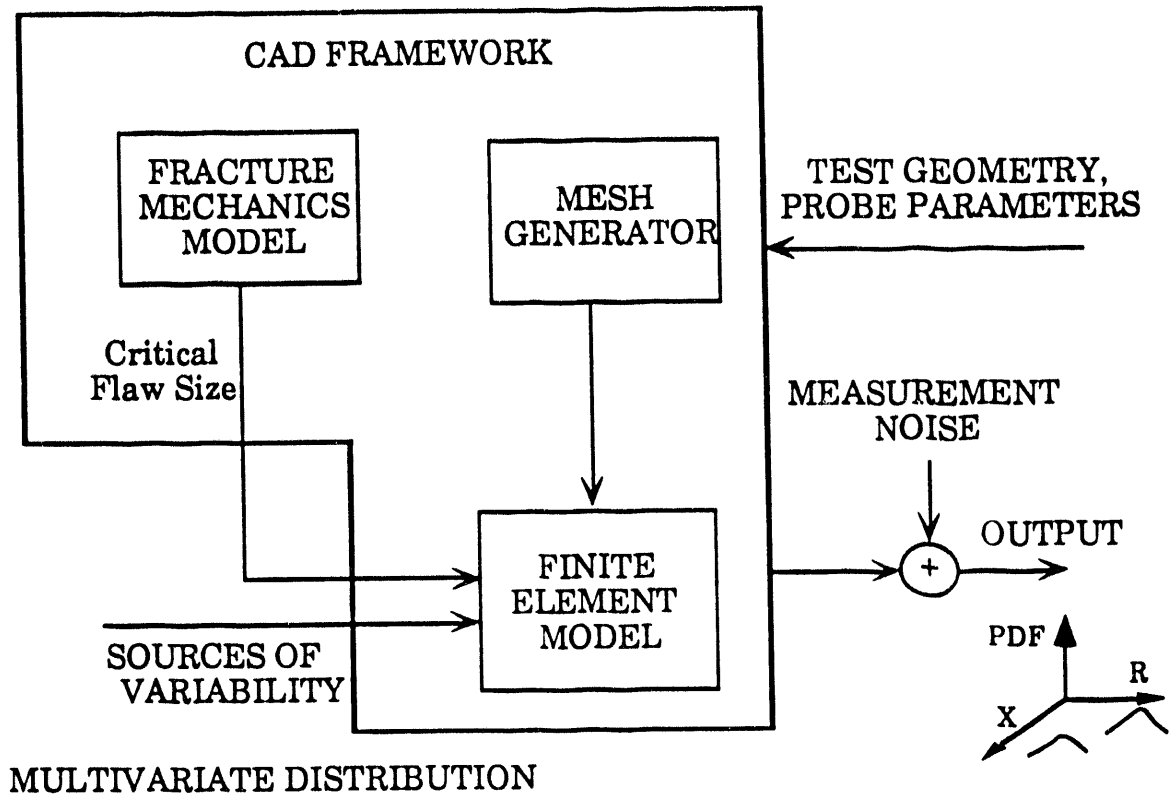 CAD FRAMEWORK
FRACTURE
MECHANICS
MODEL
MESH
GENERATOR
TEST GEOMETRY,
PROBE PARAMETERS
Critical
Flaw Size
MEASUREMENT
NOISE
+
OUTPUT
FINITE
ELEMENT
MODEL
SOURCES OF
VARIABILITY
PDF
R
X
MULTIVARIATE DISTRIBUTION